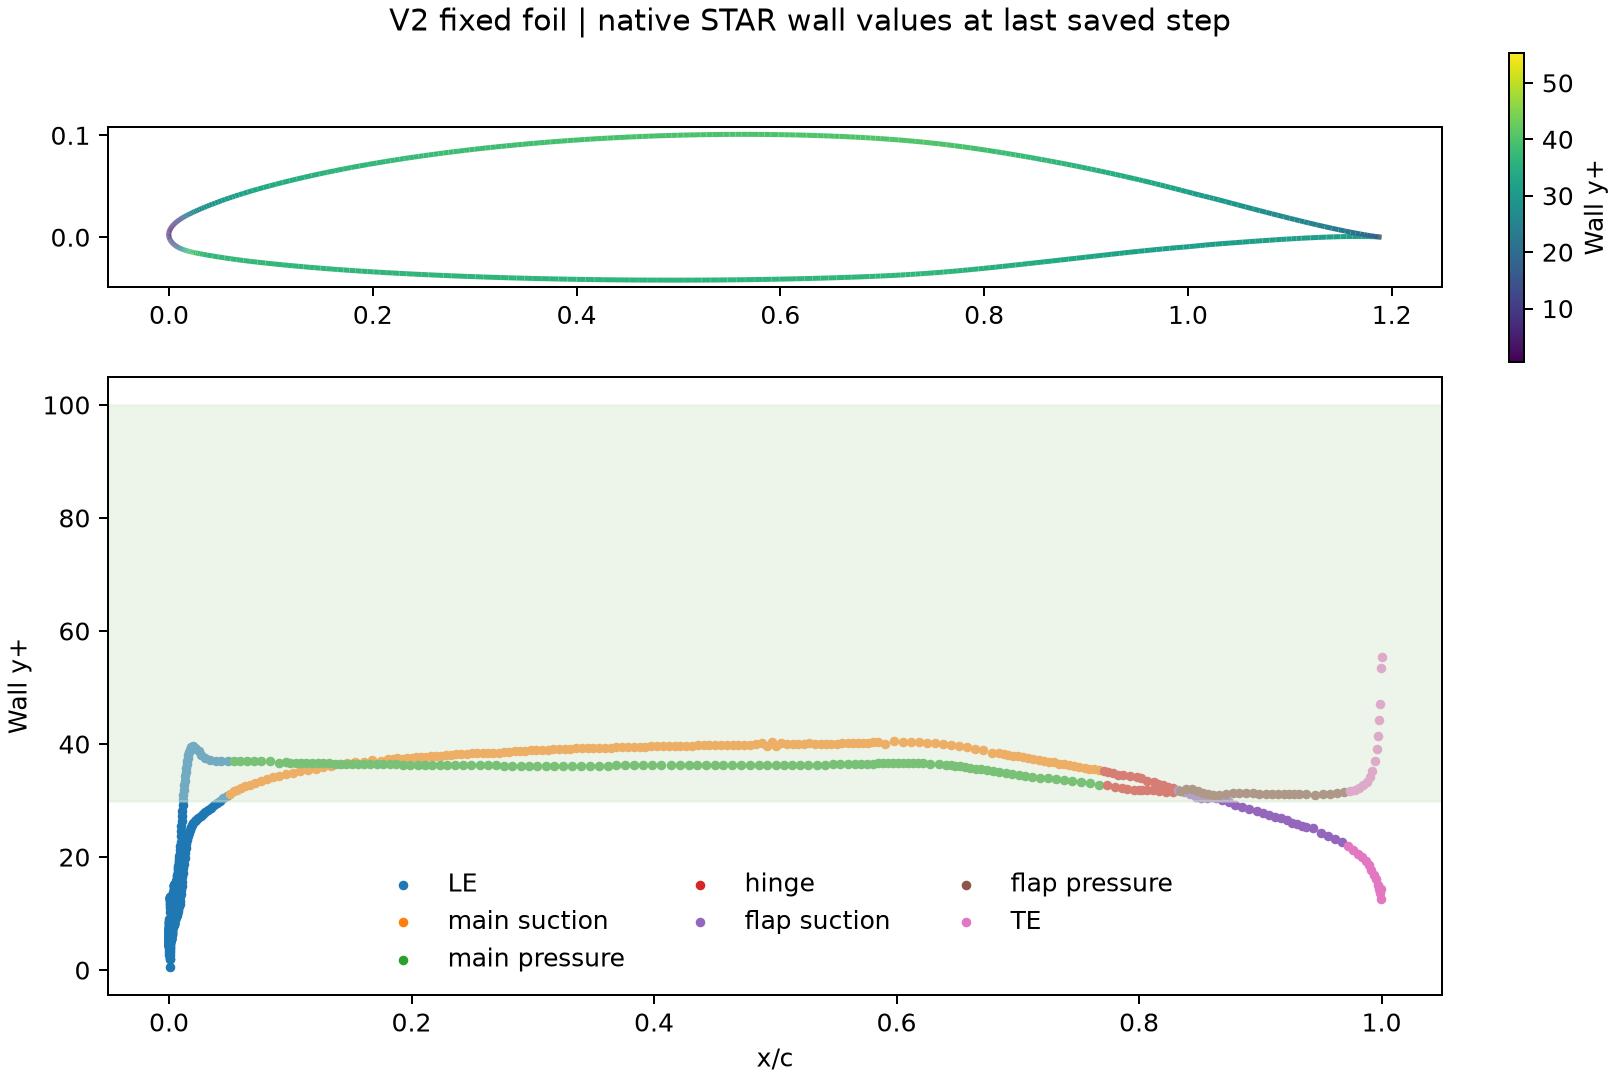 V2 fixed foil | native STAR wall values at last saved step
0.1
0.0
0.0 0.2 0.4 0.6 0.8 1.0 1.2
50
40
30
20
10
Wall y+
100
80
60
40
20
0
Wall y+
LE
main suction
main pressure
hinge
flap suction
flap pressure
TE
0.0 0.2 0.4 0.6 0.8 1.0
x/c